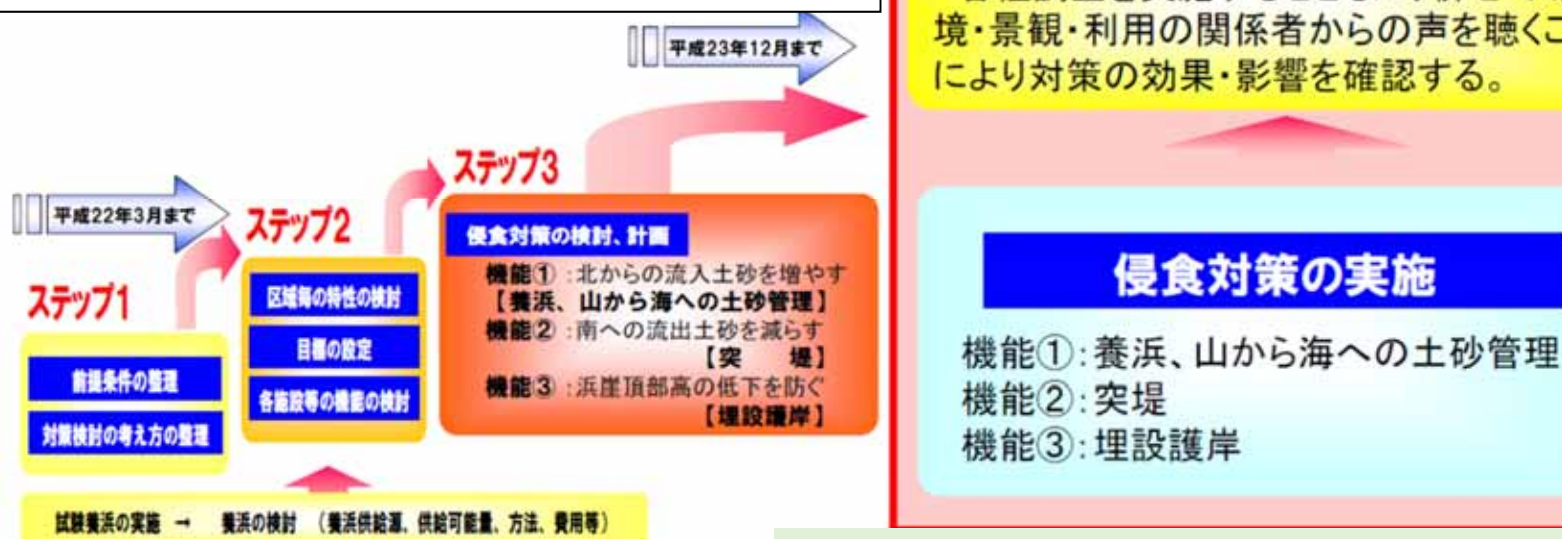 平成23年12月まで
ステップ3
平成22年3月まで
ステップ2
侵食対策の検討、計画
機能①:北からの流入土砂を増やす
【養浜、山から海への土砂管理】
機能②:南への流出土砂を減らす
【突　堤】
機能③:浜崖頂部高の低下を防ぐ
【埋設護岸】
区域毎の特性の検討
目標の設定
各施設等の機能の検討
ステップ1
前提条件の整理
対策検討の考え方の整理
試験養浜の実施 → 養浜の検討 (養浜供給源、供給可能量、方法、費用等)
境・景観・利用の関係者からの声を聴くこ
により対策の効果・影響を確認する。
侵食対策の実施
機能①:養浜、山から海への土砂管理
機能②:突堤
機能③:埋設護岸